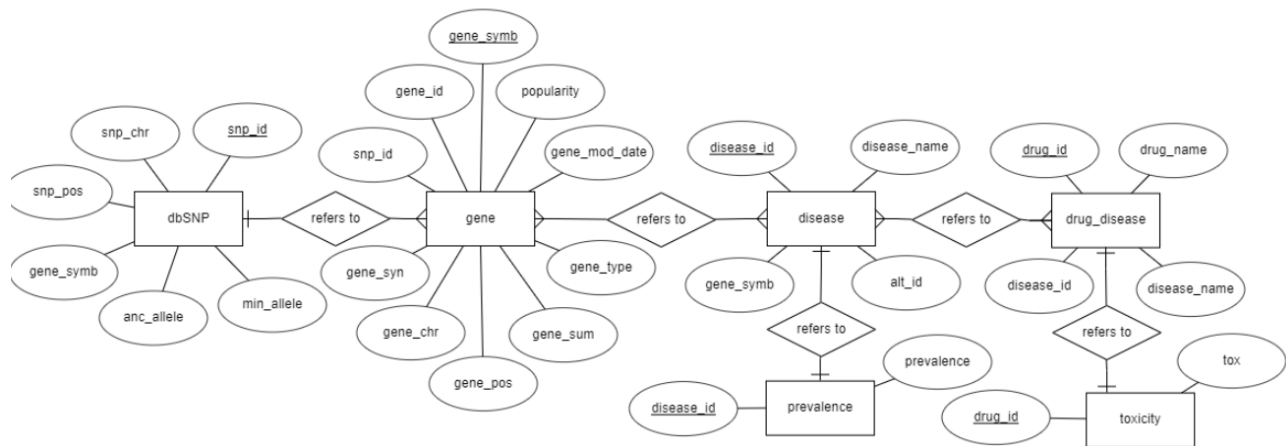 gene_symb
gene_id
popularity
snp_chr
snp_id
snp_id
gene_mod_date
disease_id
disease_name
drug_id
drug_name
snp_pos
dbSNP
refers to
gene
refers to
disease
refers to
drug_disease
gene_symb
gene_syn
gene_type
gene_symb
alt_id
disease_id
disease_name
anc_allele
min_allele
gene_chr
gene_sum
refers to
refers to
gene_pos
prevalence
tox
disease_id
prevalence
drug_id
toxicity